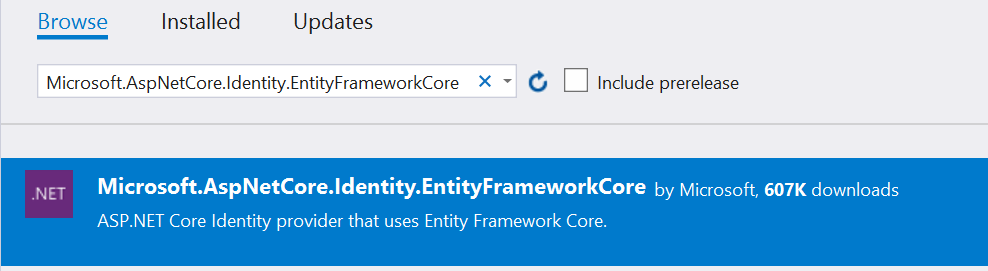 Browse Installed Updates
Microsoft.AspNetCore.Identity.EntityFrameworkCore Include prerelease
.NET
Microsoft.AspNetCore.Identity.EntityFrameworkCore by Microsoft, 607K downloads
ASP.NET Core Identity provider that uses Entity Framework Core.